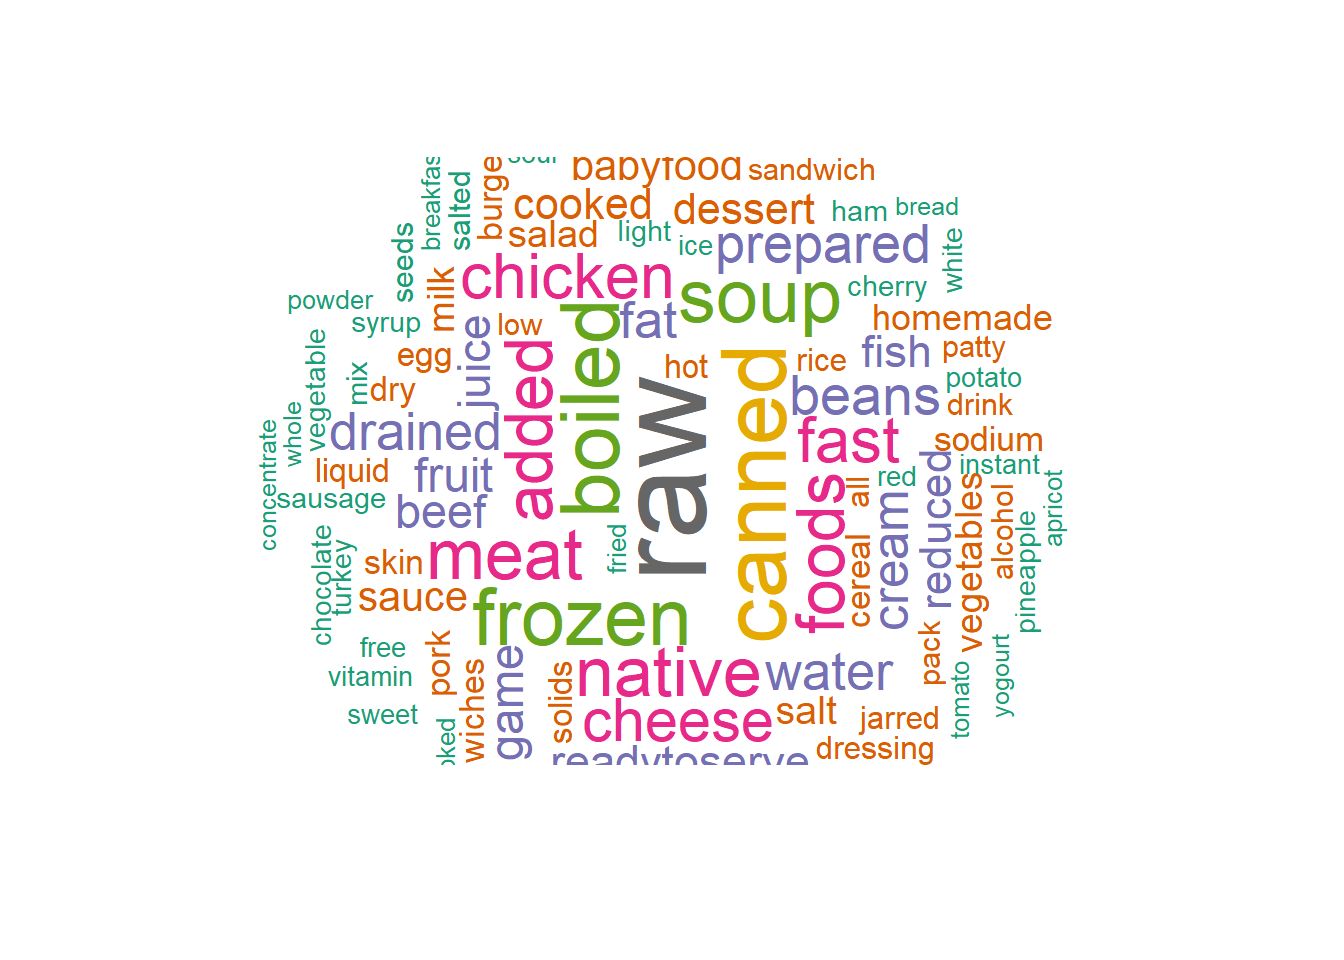 babyfood
sandwich
cooked
dessert
ham
bread
salted
salad
light
ice
prepared
white
seeds
chicken
soup
cherry
powder
milk
syrup
low
fat
homemade
juice
egg
hot
rice
fish
patty
vegetable
mix
dry
added
boiled
raw
canned
beans
potato
drink
whole
drained
fast
sodium
concentrate
liquid
fruit
red
instant
sausage
beef
foods
all
cream
reduced
vegetables
alcohol
pineapple
apricot
chocolate
turkey
skin
meat
fried
cereal
sauce
frozen
free
pork
game
pack
vitamin
solids
native
water
tomato
yogourt
sweet
wiches
cheese
salt
jarred
readytoserve
dressing
burge
breakfas
oked